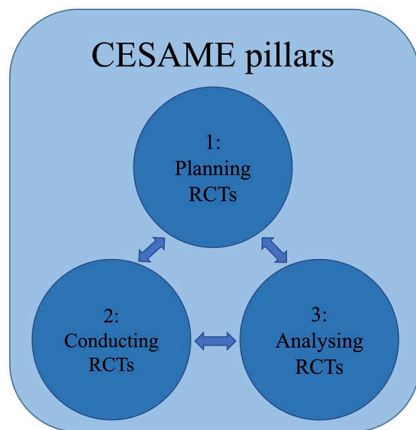 CESAME pillars
1:
Planning
RCTs
2:
Conducting
RCTs
3:
Analysing
RCTs